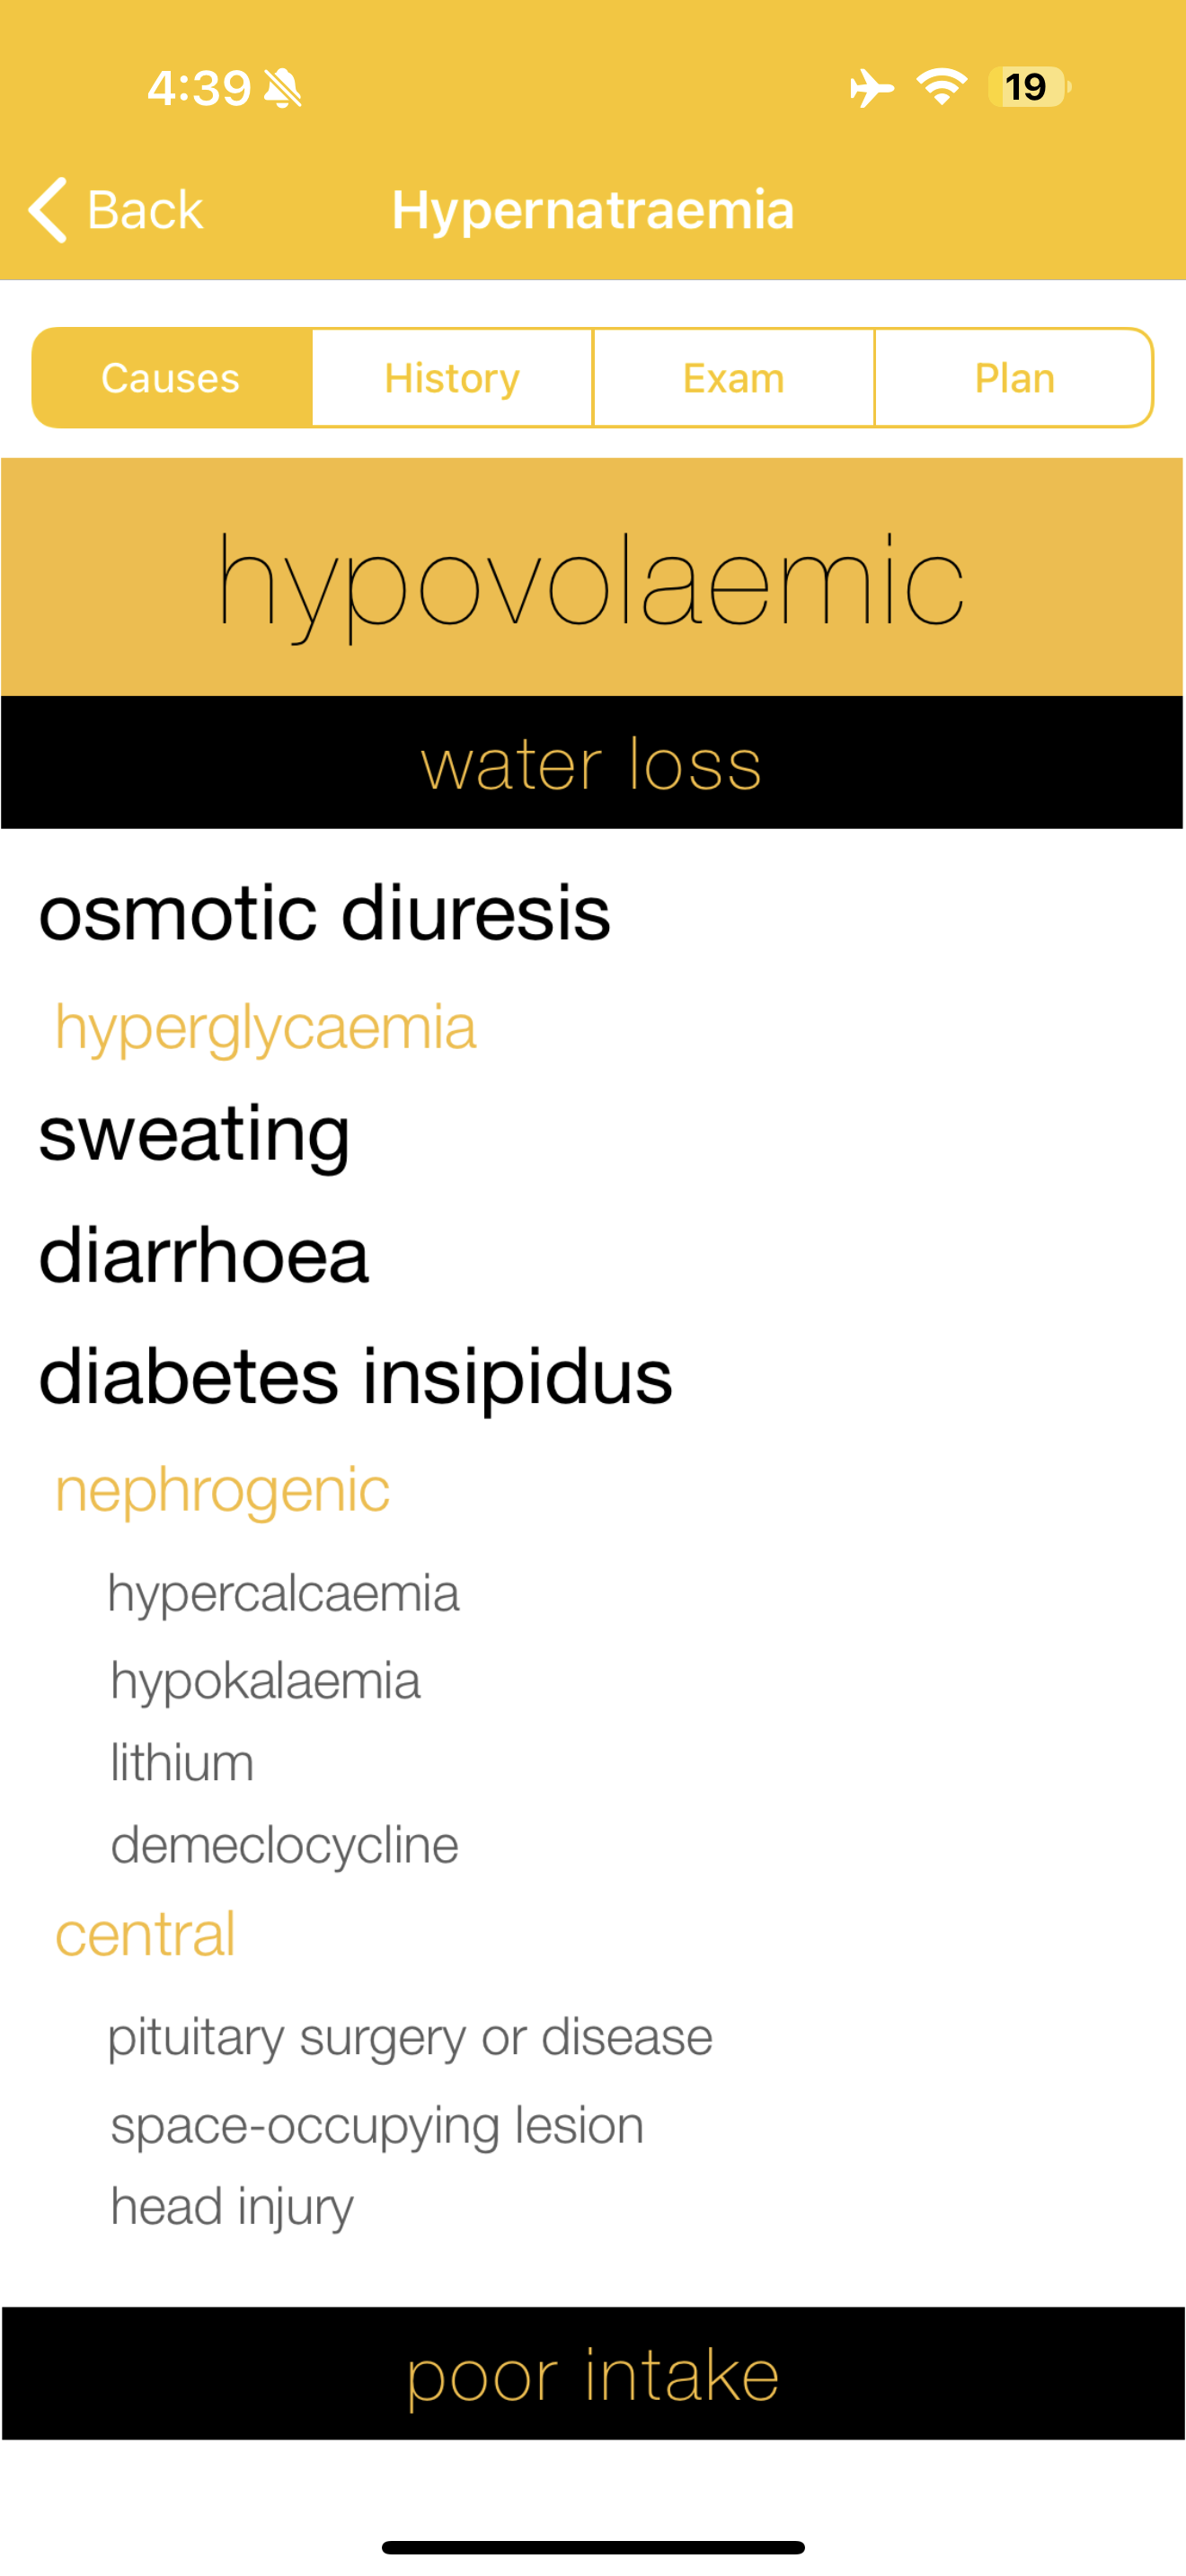 4:39
19
Back
Hypernatraemia
Causes
History
Exam
Plan
hypovolaemic
water loss
osmotic diuresis
hyperglycaemia
sweating
diarrhoea
diabetes insipidus
nephrogenic
hypercalcaemia
hypokalaemia
lithium
demeclocycline
central
pituitary surgery or disease
space-occupying lesion
head injury
poor intake